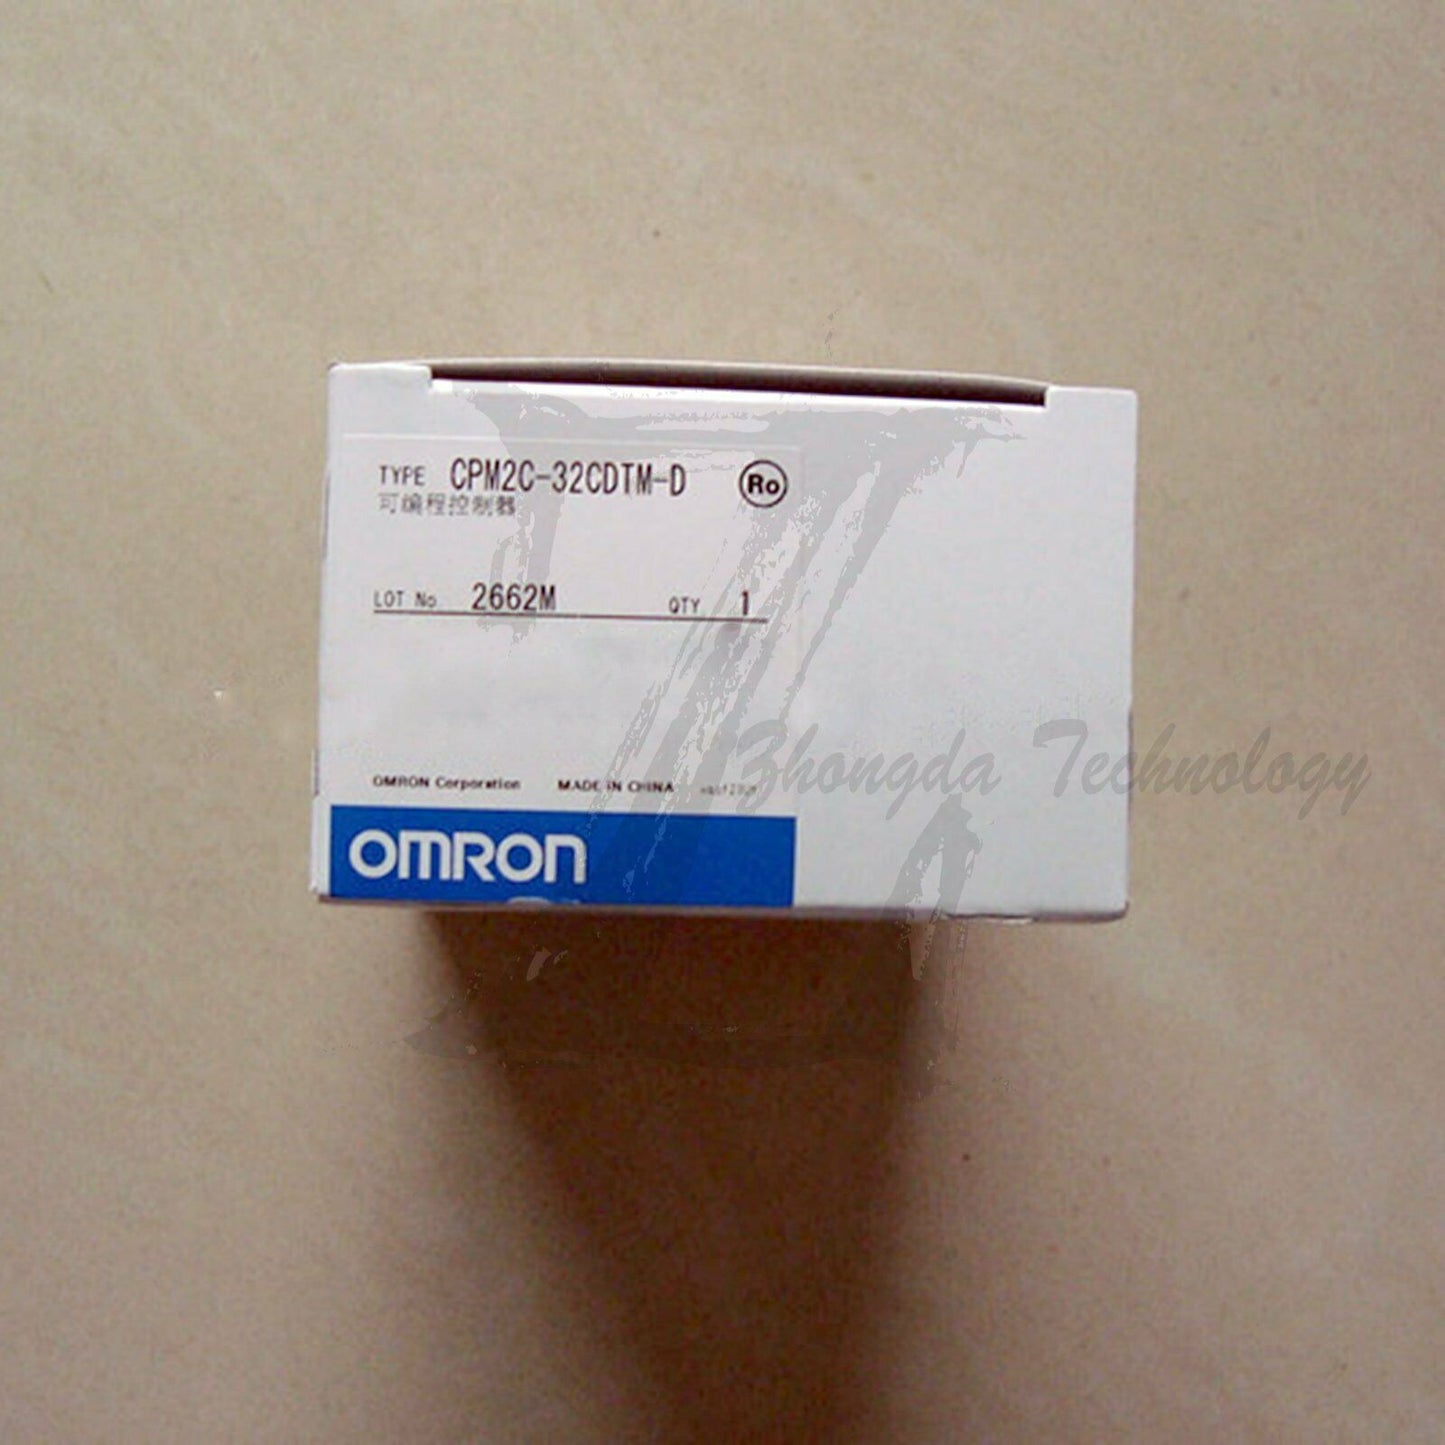 TYPE CPM2C-32CDTM-D Ro
可编程控制器
LOT No 2662M QTY 1
Zhongda Technology
OMRON Corporation MADE IN CHINA
OMRON